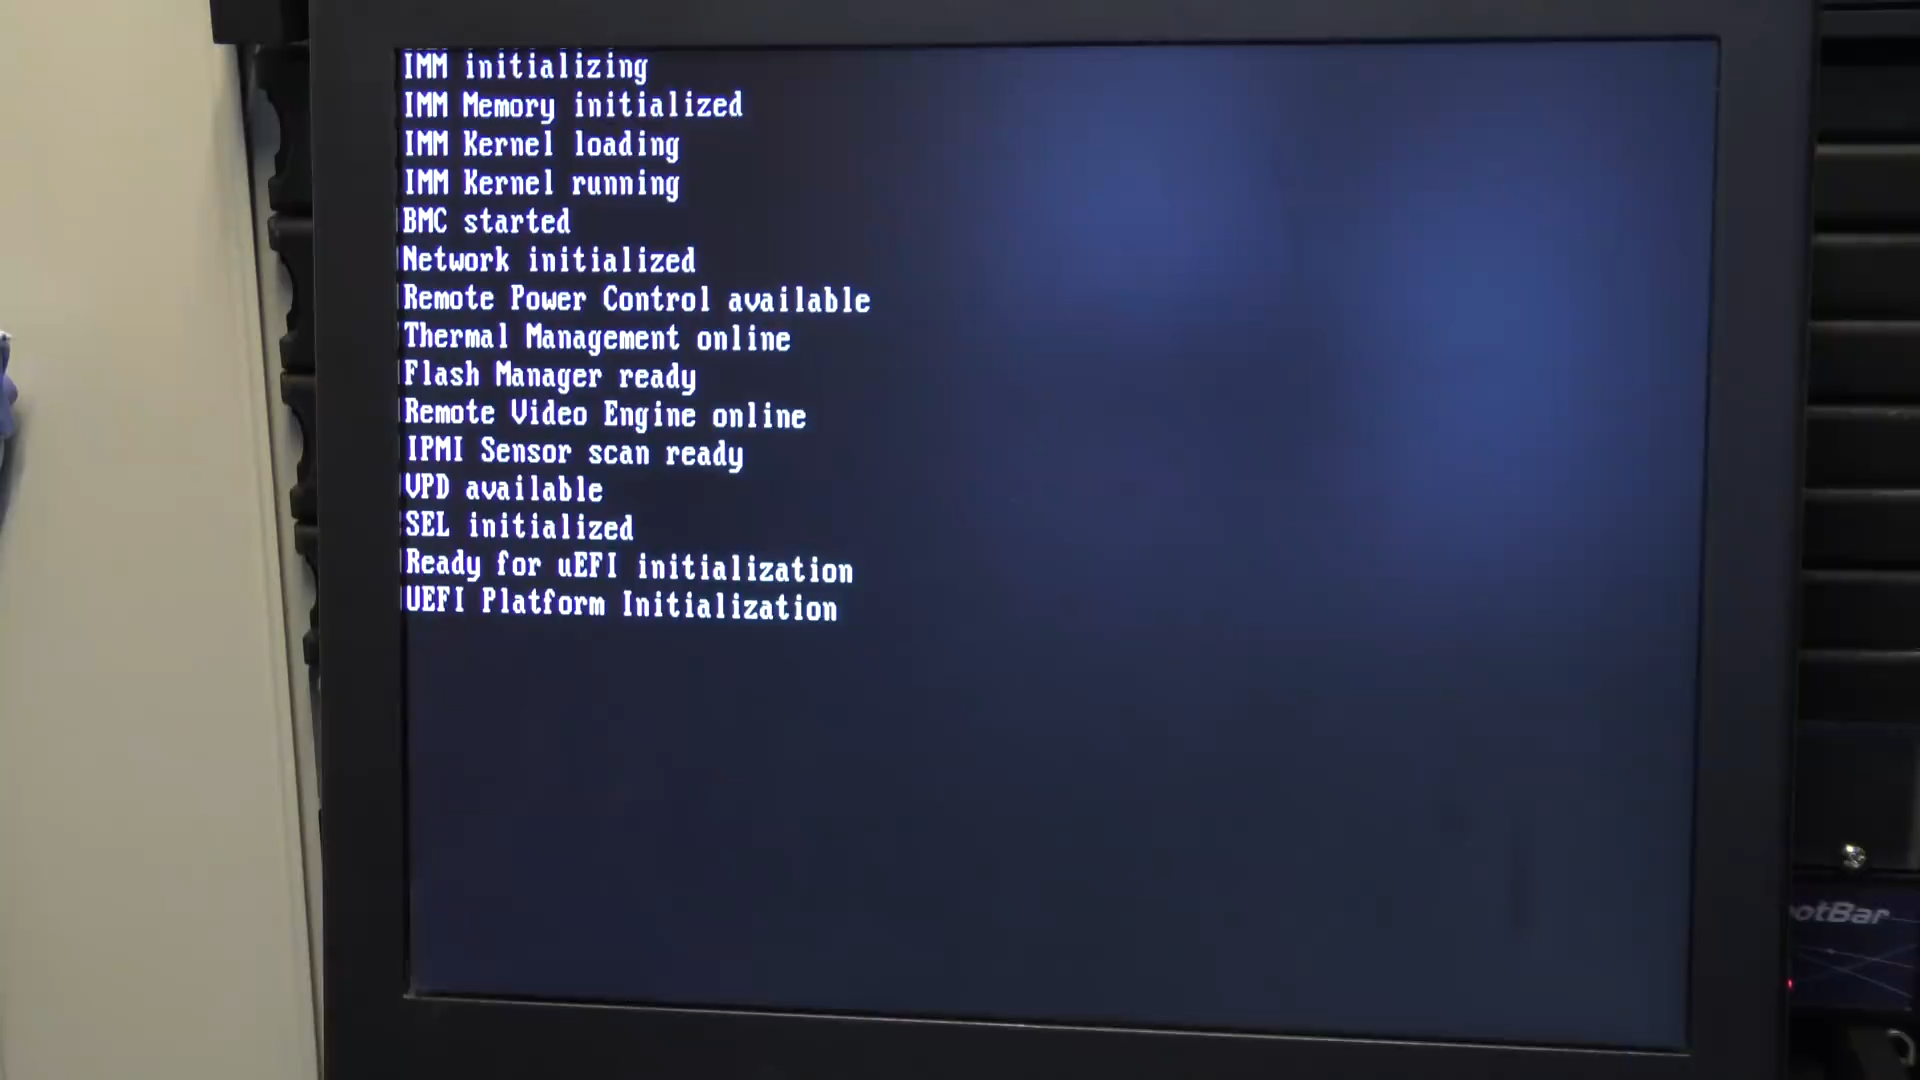 IMM initializing
IMM Memory initialized
IMM Kernel loading
IMM Kernel running
BMC started
Network initialized
Remote Power Control available
Thermal Management online
Flash Manager ready
Remote Video Engine online
IPMI Sensor scan ready
VPD available
SEL initialized
Ready for uEFI initialization
UEFI Platform Initialization
otBar